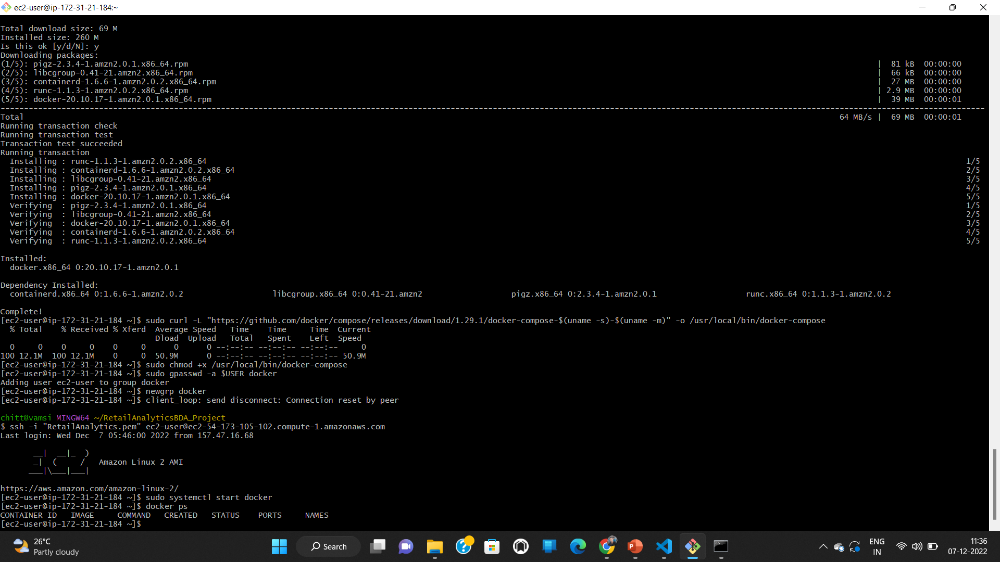 ec2-user@ip-172-31-21-184:~
Total download size: 69 M
Installed size: 260 M
Is this ok [y/d/N]: y
Downloading packages:
(1/5): pigz-2.3.4-1.amzn2.0.1.x86_64.rpm | 81 kB 00:00:00
(2/5): libcgroup-0.41-21.amzn2.x86_64.rpm | 66 kB 00:00:00
(3/5): containerd-1.6.6-1.amzn2.0.2.x86_64.rpm | 27 MB 00:00:00
(4/5): runc-1.1.3-1.amzn2.0.2.x86_64.rpm | 2.9 MB 00:00:00
(5/5): docker-20.10.17-1.amzn2.0.1.x86_64.rpm | 39 MB 00:00:01
Total 64 MB/s | 69 MB 00:00:01
Running transaction check
Running transaction test
Transaction test succeeded
Running transaction
Installing : runc-1.1.3-1.amzn2.0.2.x86_64 1/5
Installing : containerd-1.6.6-1.amzn2.0.2.x86_64 2/5
Installing : libcgroup-0.41-21.amzn2.x86_64 3/5
Installing : pigz-2.3.4-1.amzn2.0.1.x86_64 4/5
Installing : docker-20.10.17-1.amzn2.0.1.x86_64 5/5
Verifying : pigz-2.3.4-1.amzn2.0.1.x86_64 1/5
Verifying : libcgroup-0.41-21.amzn2.x86_64 2/5
Verifying : docker-20.10.17-1.amzn2.0.1.x86_64 3/5
Verifying : containerd-1.6.6-1.amzn2.0.2.x86_64 4/5
Verifying : runc-1.1.3-1.amzn2.0.2.x86_64 5/5
Installed:
docker.x86_64 0:20.10.17-1.amzn2.0.1
Dependency Installed:
containerd.x86_64 0:1.6.6-1.amzn2.0.2 libcgroup.x86_64 0:0.41-21.amzn2 pigz.x86_64 0:2.3.4-1.amzn2.0.1 runc.x86_64 0:1.1.3-1.amzn2.0.2
Complete!
[ec2-user@ip-172-31-21-184 ~]$ sudo curl -L "https://github.com/docker/compose/releases/download/1.29.1/docker-compose-$(uname -s)-$(uname -m)" -o /usr/local/bin/docker-compose
% Total % Received % Xferd Average Speed Time Time Time Current
Dload Upload Total Spent Left Speed
0 0 0 0 0 0 0 0 --:--:-- --:--:-- --:--:-- 0
100 12.1M 100 12.1M 0 0 50.9M 0 --:--:-- --:--:-- --:--:-- 50.9M
[ec2-user@ip-172-31-21-184 ~]$ sudo chmod +x /usr/local/bin/docker-compose
[ec2-user@ip-172-31-21-184 ~]$ sudo gpasswd -a $USER docker
Adding user ec2-user to group docker
[ec2-user@ip-172-31-21-184 ~]$ newgrp docker
[ec2-user@ip-172-31-21-184 ~]$ client_loop: send disconnect: Connection reset by peer
chitt@vamsi MINGW64 ~/RetailAnalyticsBDA_Project
$ ssh -i "RetailAnalytics.pem" ec2-user@ec2-54-173-105-102.compute-1.amazonaws.com
Last login: Wed Dec 7 05:46:00 2022 from 157.47.16.68
__| __|_ )
_| ( / Amazon Linux 2 AMI
___|\___|___|
https://aws.amazon.com/amazon-linux-2/
[ec2-user@ip-172-31-21-184 ~]$ sudo systemctl start docker
[ec2-user@ip-172-31-21-184 ~]$ docker ps
CONTAINER ID IMAGE COMMAND CREATED STATUS PORTS NAMES
[ec2-user@ip-172-31-21-184 ~]$
26°C
Partly cloudy
Search
ENG
IN
11:36
07-12-2022